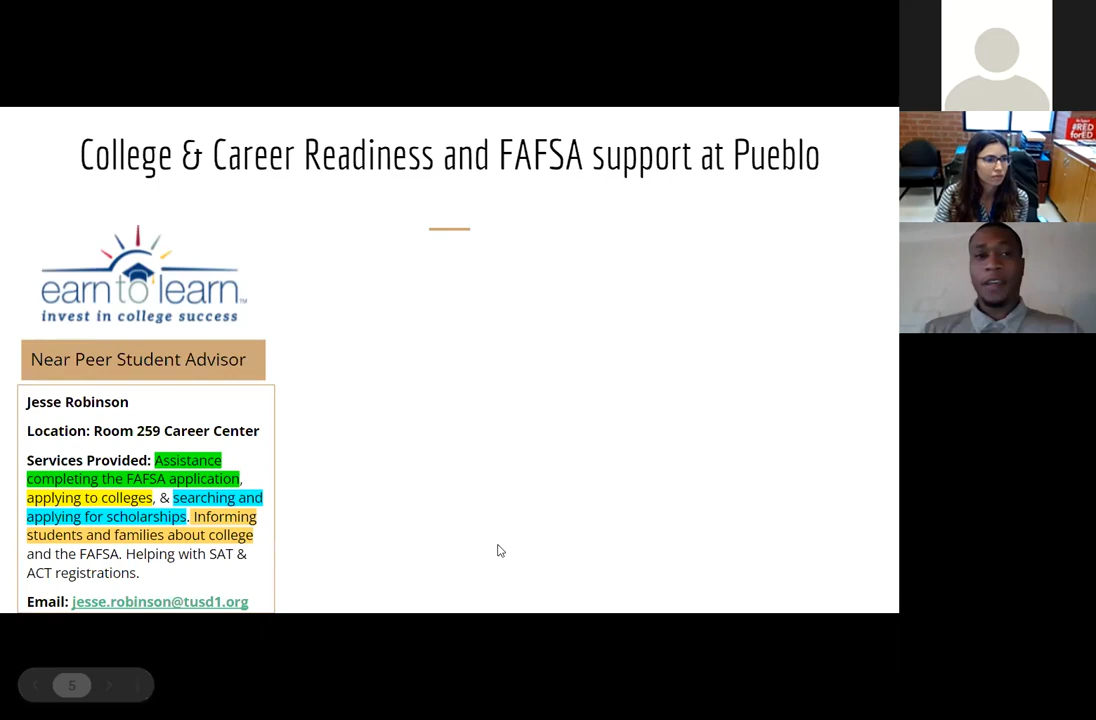 College & Career Readiness and FAFSA support at Pueblo
#RED
forED
earn to learn™
invest in college success
Near Peer Student Advisor
Jesse Robinson
Location: Room 259 Career Center
Services Provided: Assistance
completing the FAFSA application,
applying to colleges, & searching and
applying for scholarships. Informing
students and families about college
and the FAFSA. Helping with SAT &
ACT registrations.
Email: jesse.robinson@tusd1.org
5